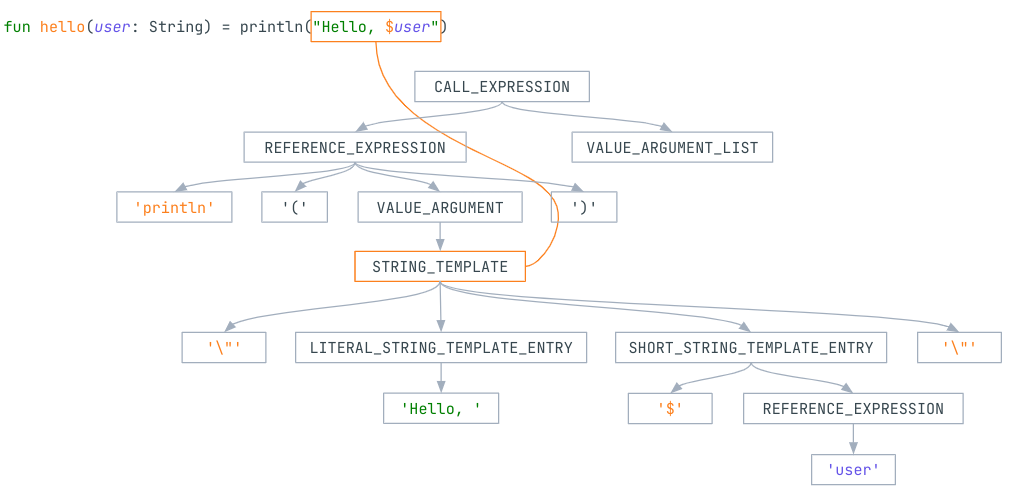 fun hello(user: String) = println("Hello, $user")
CALL_EXPRESSION
REFERENCE_EXPRESSION VALUE_ARGUMENT_LIST
'println' '(' VALUE_ARGUMENT ')'
STRING_TEMPLATE
'\"' LITERAL_STRING_TEMPLATE_ENTRY SHORT_STRING_TEMPLATE_ENTRY '\"'
'Hello, ' '$' REFERENCE_EXPRESSION
'user'